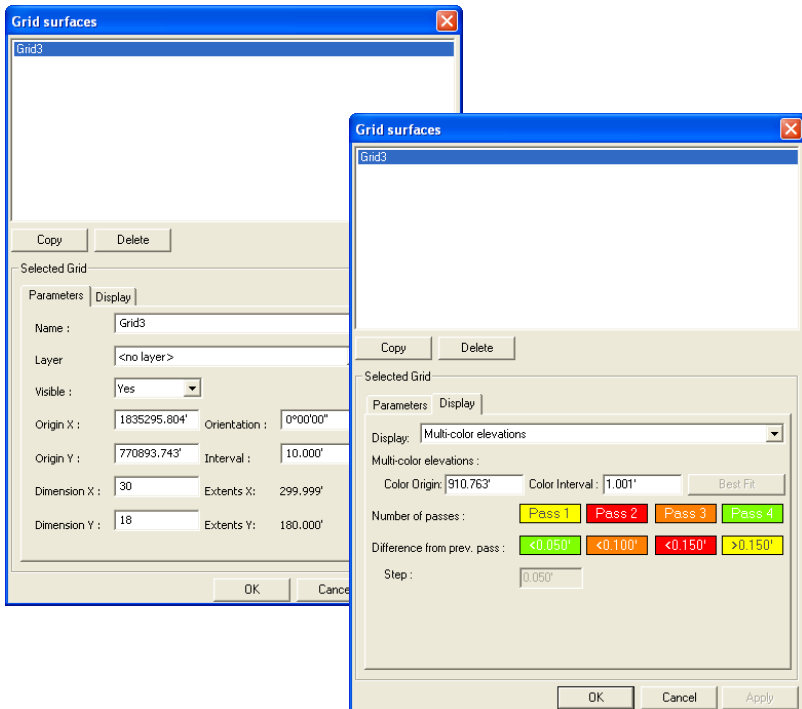 Grid surfaces
Grid3
Copy Delete
Selected Grid
Parameters Display
Name : Grid3
Layer <no layer>
Visible : Yes
Origin X : 1835295.804' Orientation : 0°00'00"
Origin Y : 770893.743' Interval : 10.000'
Dimension X : 30 Extents X: 299.999'
Dimension Y : 18 Extents Y: 180.000'
OK Cance
Grid surfaces
Grid3
Copy Delete
Selected Grid
Parameters Display
Display: Multi-color elevations
Multi-color elevations :
Color Origin: 910.763' Color Interval : 1.001' Best Fit
Number of passes : Pass 1 Pass 2 Pass 3 Pass 4
Difference from prev. pass : <0.050' <0.100' <0.150' >0.150'
Step : 0.050'
OK Cancel Apply